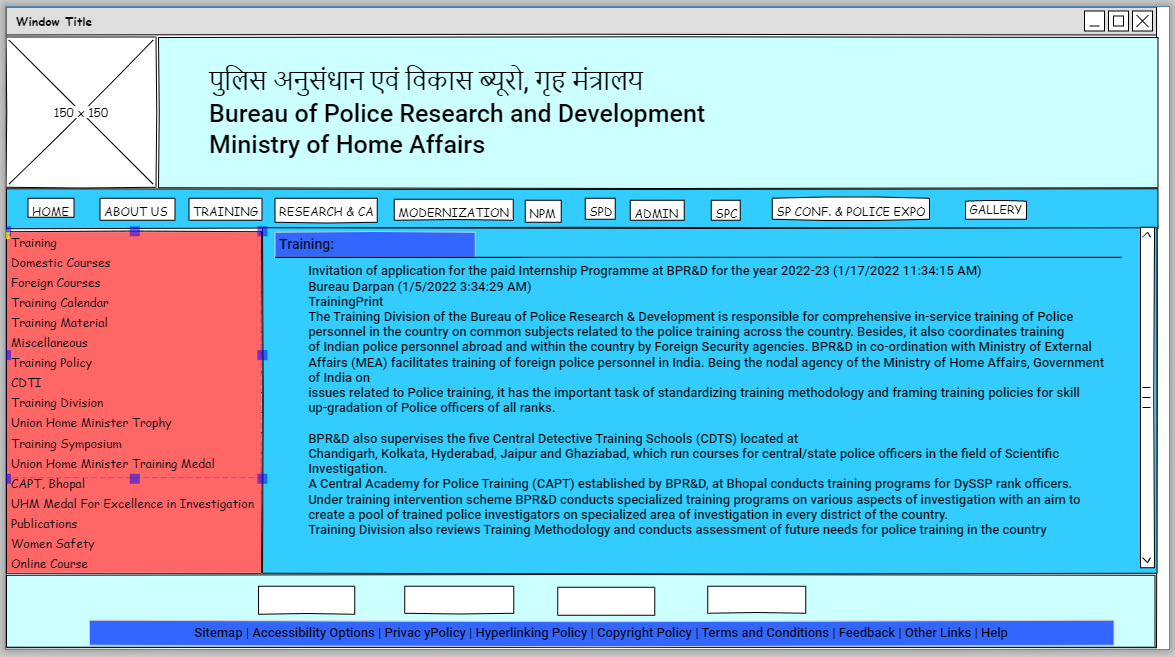 Window Title
150 x 150
पुलिस अनुसंधान एवं विकास ब्यूरो, गृह मंत्रालय
Bureau of Police Research and Development
Ministry of Home Affairs
HOME ABOUT US TRAINING RESEARCH & CA MODERNIZATION NPM SPD ADMIN SPC SP CONF. & POLICE EXPO GALLERY
Training
Domestic Courses
Foreign Courses
Training Calendar
Training Material
Miscellaneous
Training Policy
CDTI
Training Division
Union Home Minister Trophy
Training Symposium
Union Home Minister Training Medal
CAPT, Bhopal
UHM Medal For Excellence in Investigation
Publications
Women Safety
Online Course
Training:
Invitation of application for the paid Internship Programme at BPR&D for the year 2022-23 (1/17/2022 11:34:15 AM)
Bureau Darpan (1/5/2022 3:34:29 AM)
TrainingPrint
The Training Division of the Bureau of Police Research & Development is responsible for comprehensive in-service training of Police
personnel in the country on common subjects related to the police training across the country. Besides, it also coordinates training
of Indian police personnel abroad and within the country by Foreign Security agencies. BPR&D in co-ordination with Ministry of External
Affairs (MEA) facilitates training of foreign police personnel in India. Being the nodal agency of the Ministry of Home Affairs, Government
of India on
issues related to Police training, it has the important task of standardizing training methodology and framing training policies for skill
up-gradation of Police officers of all ranks.
BPR&D also supervises the five Central Detective Training Schools (CDTS) located at
Chandigarh, Kolkata, Hyderabad, Jaipur and Ghaziabad, which run courses for central/state police officers in the field of Scientific
Investigation.
A Central Academy for Police Training (CAPT) established by BPR&D, at Bhopal conducts training programs for DySSP rank officers.
Under training intervention scheme BPR&D conducts specialized training programs on various aspects of investigation with an aim to
create a pool of trained police investigators on specialized area of investigation in every district of the country.
Training Division also reviews Training Methodology and conducts assessment of future needs for police training in the country
Sitemap | Accessibility Options | Privac yPolicy | Hyperlinking Policy | Copyright Policy | Terms and Conditions | Feedback | Other Links | Help